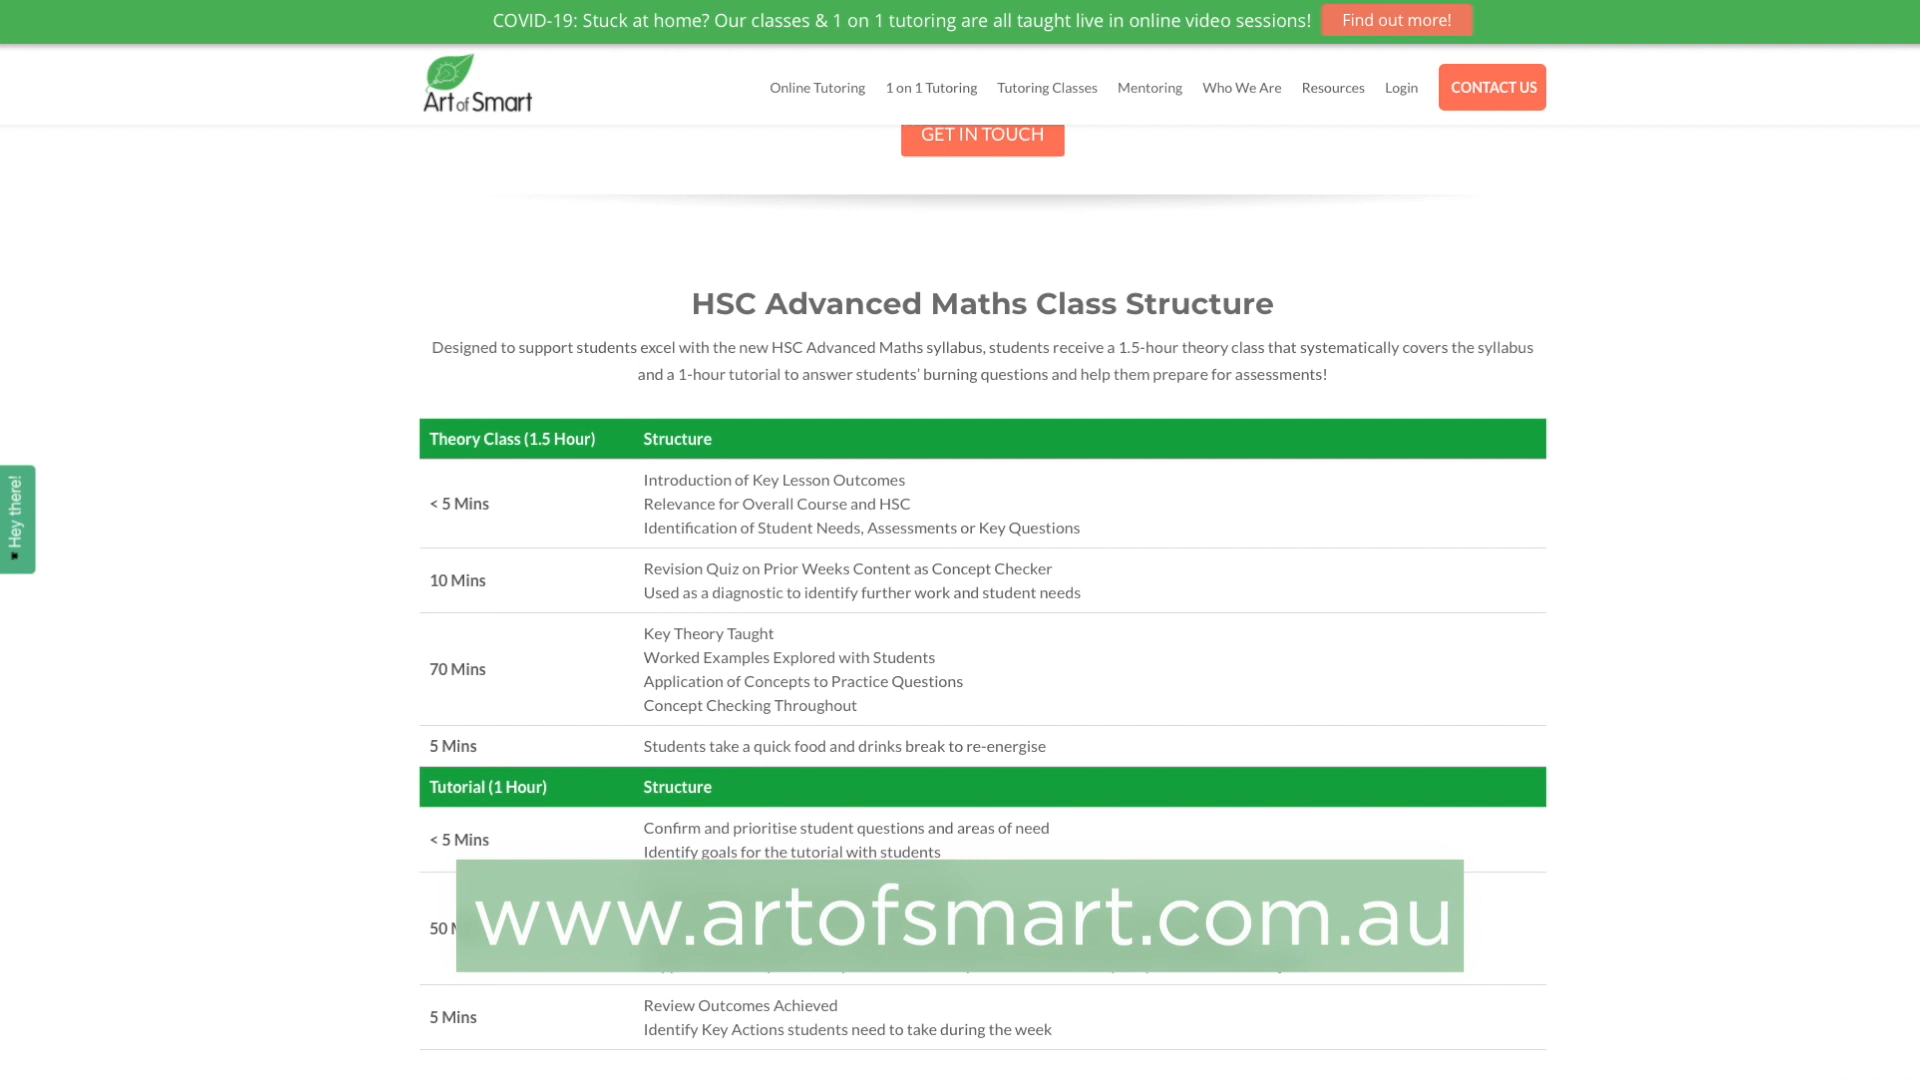 COVID-19: Stuck at home? Our classes & 1 on 1 tutoring are all taught live in online video sessions! Find out more!
Art of Smart
Online Tutoring 1 on 1 Tutoring Tutoring Classes Mentoring Who We Are Resources Login CONTACT US
GET IN TOUCH
HSC Advanced Maths Class Structure
Designed to support students excel with the new HSC Advanced Maths syllabus, students receive a 1.5-hour theory class that systematically covers the syllabus
and a 1-hour tutorial to answer students’ burning questions and help them prepare for assessments!
Theory Class (1.5 Hour) Structure
Introduction of Key Lesson Outcomes
< 5 Mins Relevance for Overall Course and HSC
Identification of Student Needs, Assessments or Key Questions
Hey there!
Revision Quiz on Prior Weeks Content as Concept Checker
10 Mins
Used as a diagnostic to identify further work and student needs
Key Theory Taught
Worked Examples Explored with Students
70 Mins
Application of Concepts to Practice Questions
Concept Checking Throughout
5 Mins Students take a quick food and drinks break to re-energise
Tutorial (1 Hour) Structure
Confirm and prioritise student questions and areas of need
< 5 Mins
Identify goals for the tutorial with students
50
www.artofsmart.com.au
Review Outcomes Achieved
5 Mins
Identify Key Actions students need to take during the week